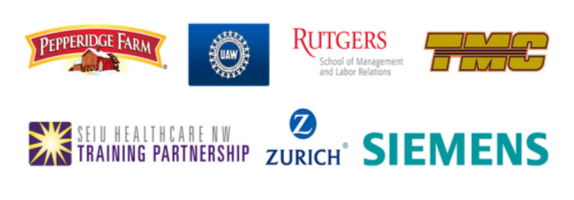 PEPPERIDGE FARM®
UAW
RUTGERS
School of Management
and Labor Relations
TMC
SEIU HEALTHCARE NW
TRAINING PARTNERSHIP
Z
ZURICH®
SIEMENS